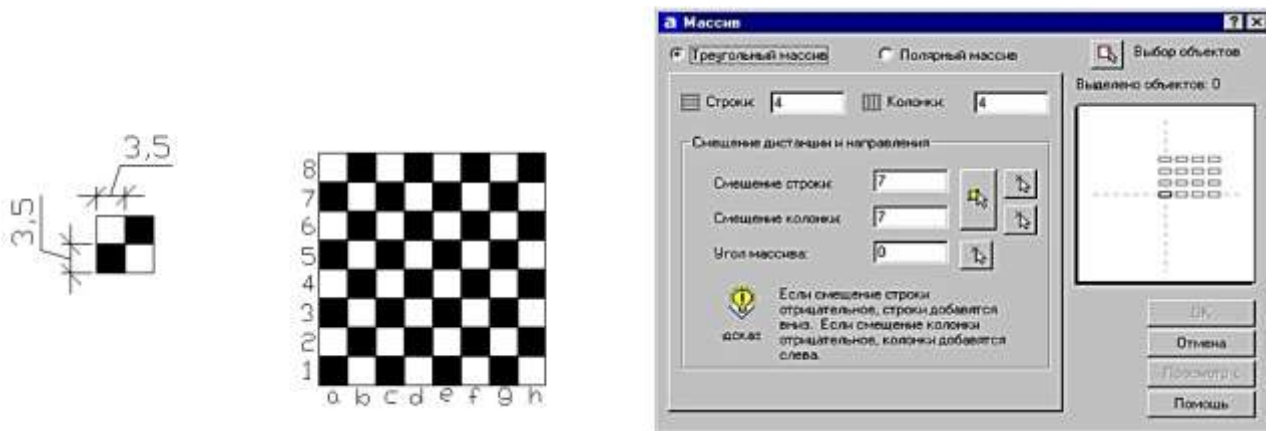 3,5
3,5
8
7
6
5
4
3
2
1
a b c d e f g h
Массив
Треугольный массив Полярный массив Выбор объектов
Выделено объектов: 0
Строки: 4 Колонки: 4
Смещение дистанции и направления
Смещение строки: 7
Смещение колонки: 7
Угол массива: 0
Если смещение строки
отрицательное, строки добавятся
вниз. Если смещение колонки
отрицательное, колонки добавятся
слева.
OK
Отмена
Помощь